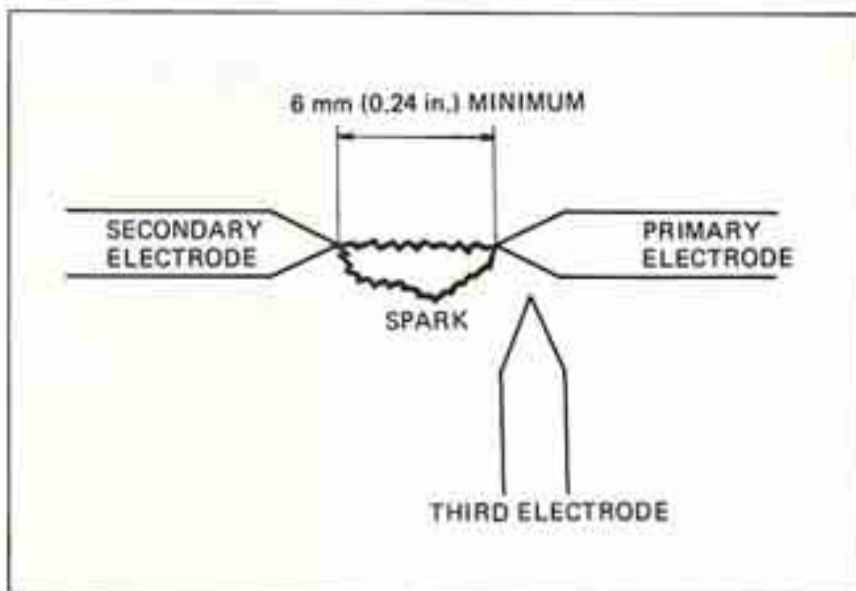 6 mm (0.24 in.) MINIMUM
SECONDARY
ELECTRODE
PRIMARY
ELECTRODE
SPARK
THIRD ELECTRODE